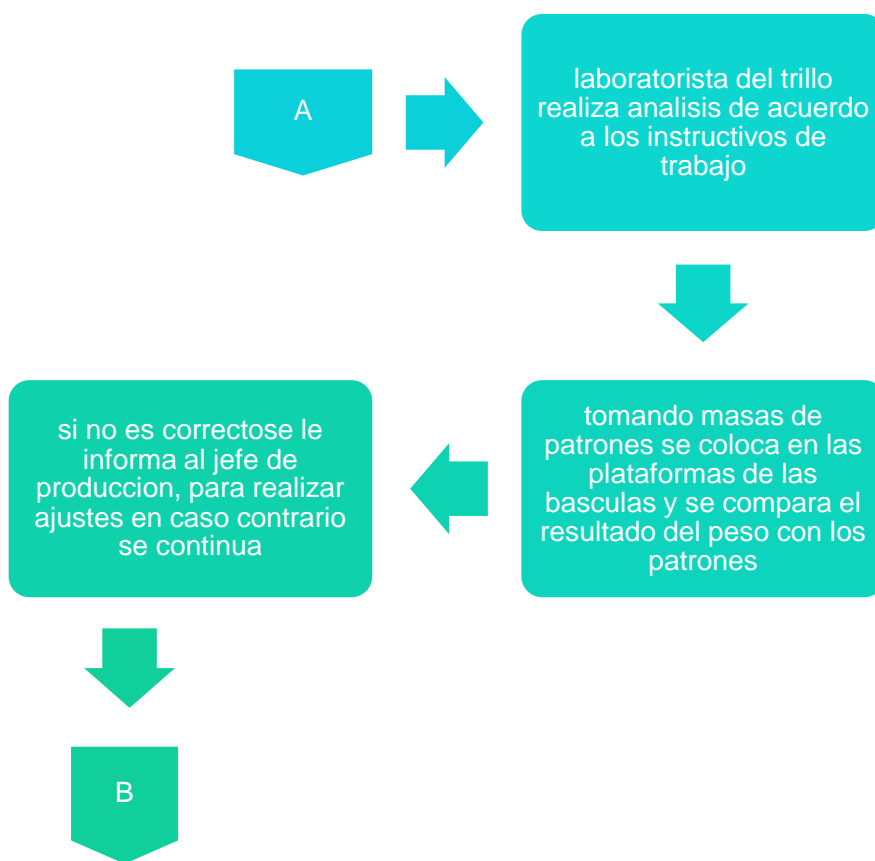 A
laboratorista del trillo
realiza analisis de acuerdo
a los instructivos de
trabajo
tomando masas de
patrones se coloca en las
plataformas de las
basculas y se compara el
resultado del peso con los
patrones
si no es correctose le
informa al jefe de
produccion, para realizar
ajustes en caso contrario
se continua
B